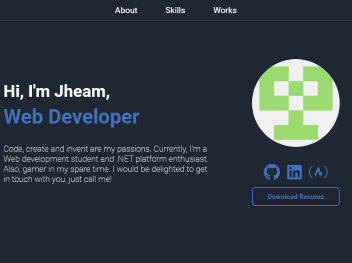 About Skills Works
Hi, I'm Jheam,
Web Developer
Code, create and invent are my passions. Currently, I'm a
Web development student and .NET platform enthusiast.
Also, gamer in my spare time. I would be delighted to get
in touch with you, just call me!
Download Resume